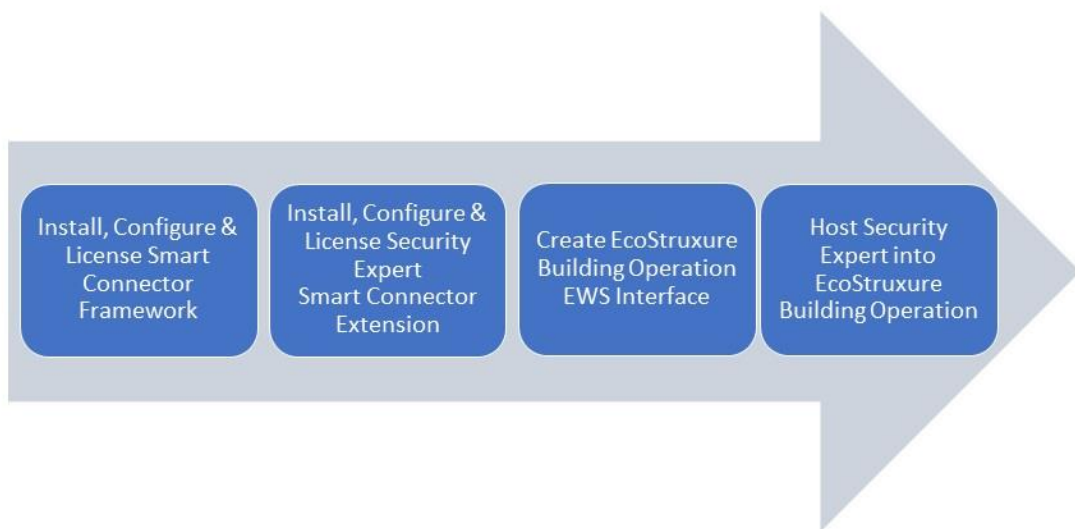 Install, Configure &
License Smart
Connector
Framework
Install, Configure &
License Security
Expert
Smart Connector
Extension
Create EcoStruxure
Building Operation
EWS Interface
Host Security
Expert into
EcoStruxure
Building Operation